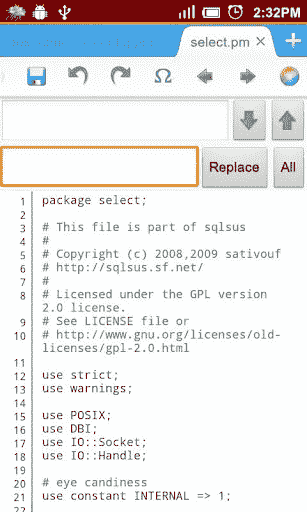 2:32PM
select.pm
Replace
All
1 package select;
2
3 # This file is part of sqlsus
4 #
5 # Copyright (c) 2008,2009 sativouf
6 # http://sqlsus.sf.net/
7 #
8 # Licensed under the GPL version
2.0 license.
9 # See LICENSE file or
10 # http://www.gnu.org/licenses/old-
licenses/gpl-2.0.html
11
12 use strict;
13 use warnings;
14
15 use POSIX;
16 use DBI;
17 use IO::Socket;
18 use IO::Handle;
19
20 # eye candiness
21 use constant INTERNAL => 1;
22